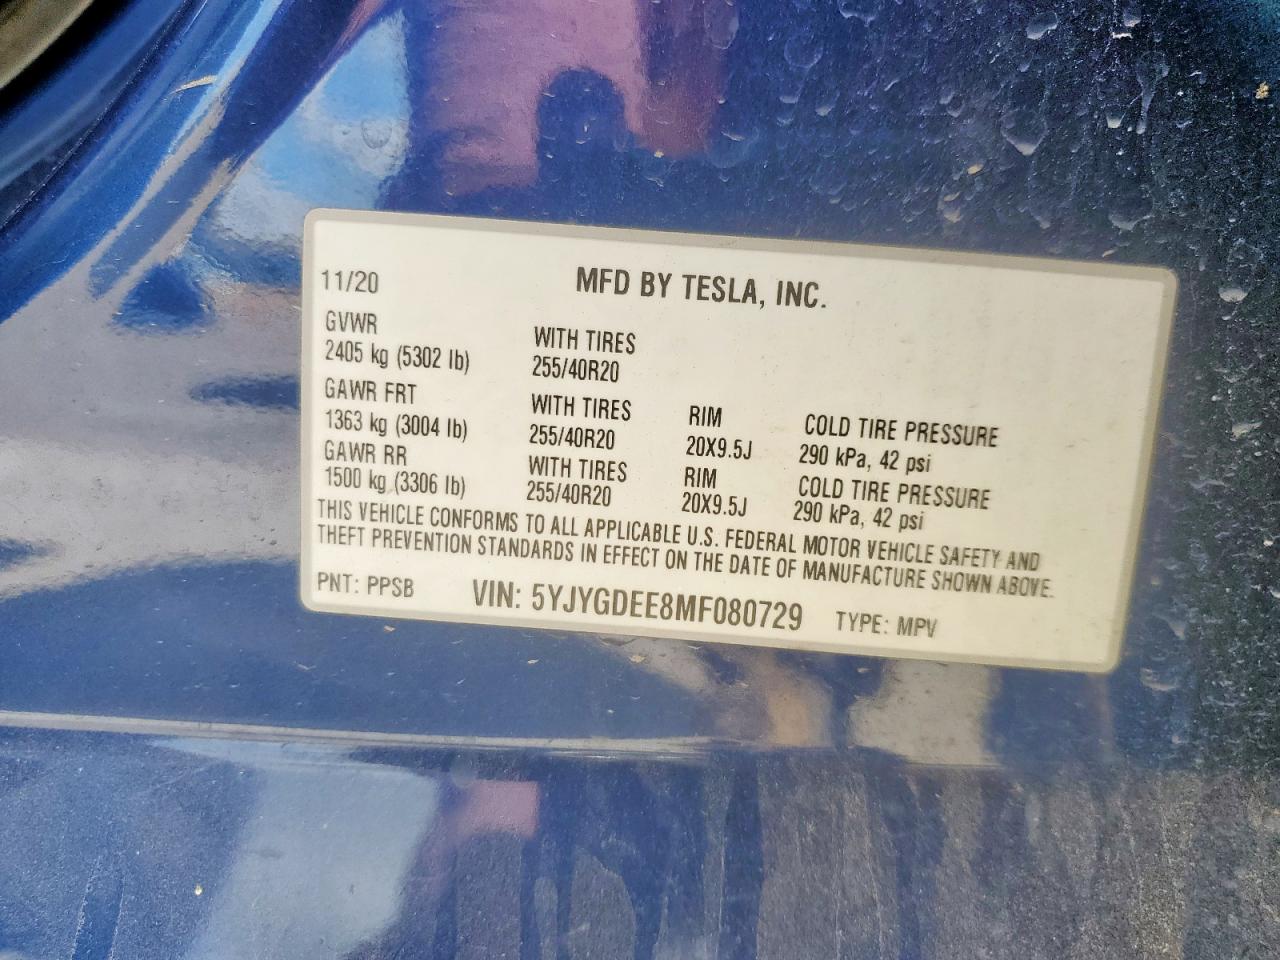 11/20 MFD BY TESLA, INC.
GVWR WITH TIRES
2405 kg (5302 lb) 255/40R20
GAWR FRT WITH TIRES RIM COLD TIRE PRESSURE
1363 kg (3004 lb) 255/40R20 20X9.5J 290 kPa, 42 psi
GAWR RR WITH TIRES RIM COLD TIRE PRESSURE
1500 kg (3306 lb) 255/40R20 20X9.5J 290 kPa, 42 psi
THIS VEHICLE CONFORMS TO ALL APPLICABLE U.S. FEDERAL MOTOR VEHICLE SAFETY AND
THEFT PREVENTION STANDARDS IN EFFECT ON THE DATE OF MANUFACTURE SHOWN ABOVE.
PNT: PPSB VIN: 5YJYGDEE8MF080729 TYPE: MPV